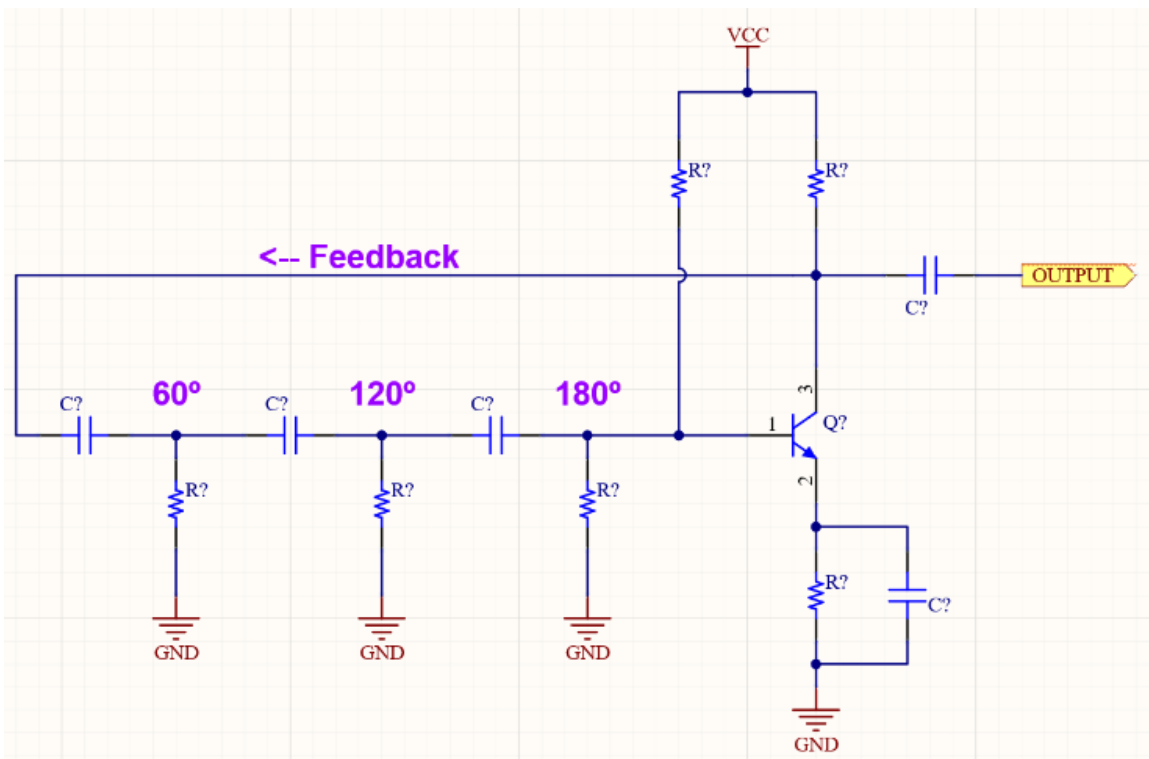 VCC
R?
R?
<-- Feedback
OUTPUT
C?
60º
120º
180º
C?
C?
C?
3
1
Q?
2
R?
R?
R?
R?
C?
GND
GND
GND
GND